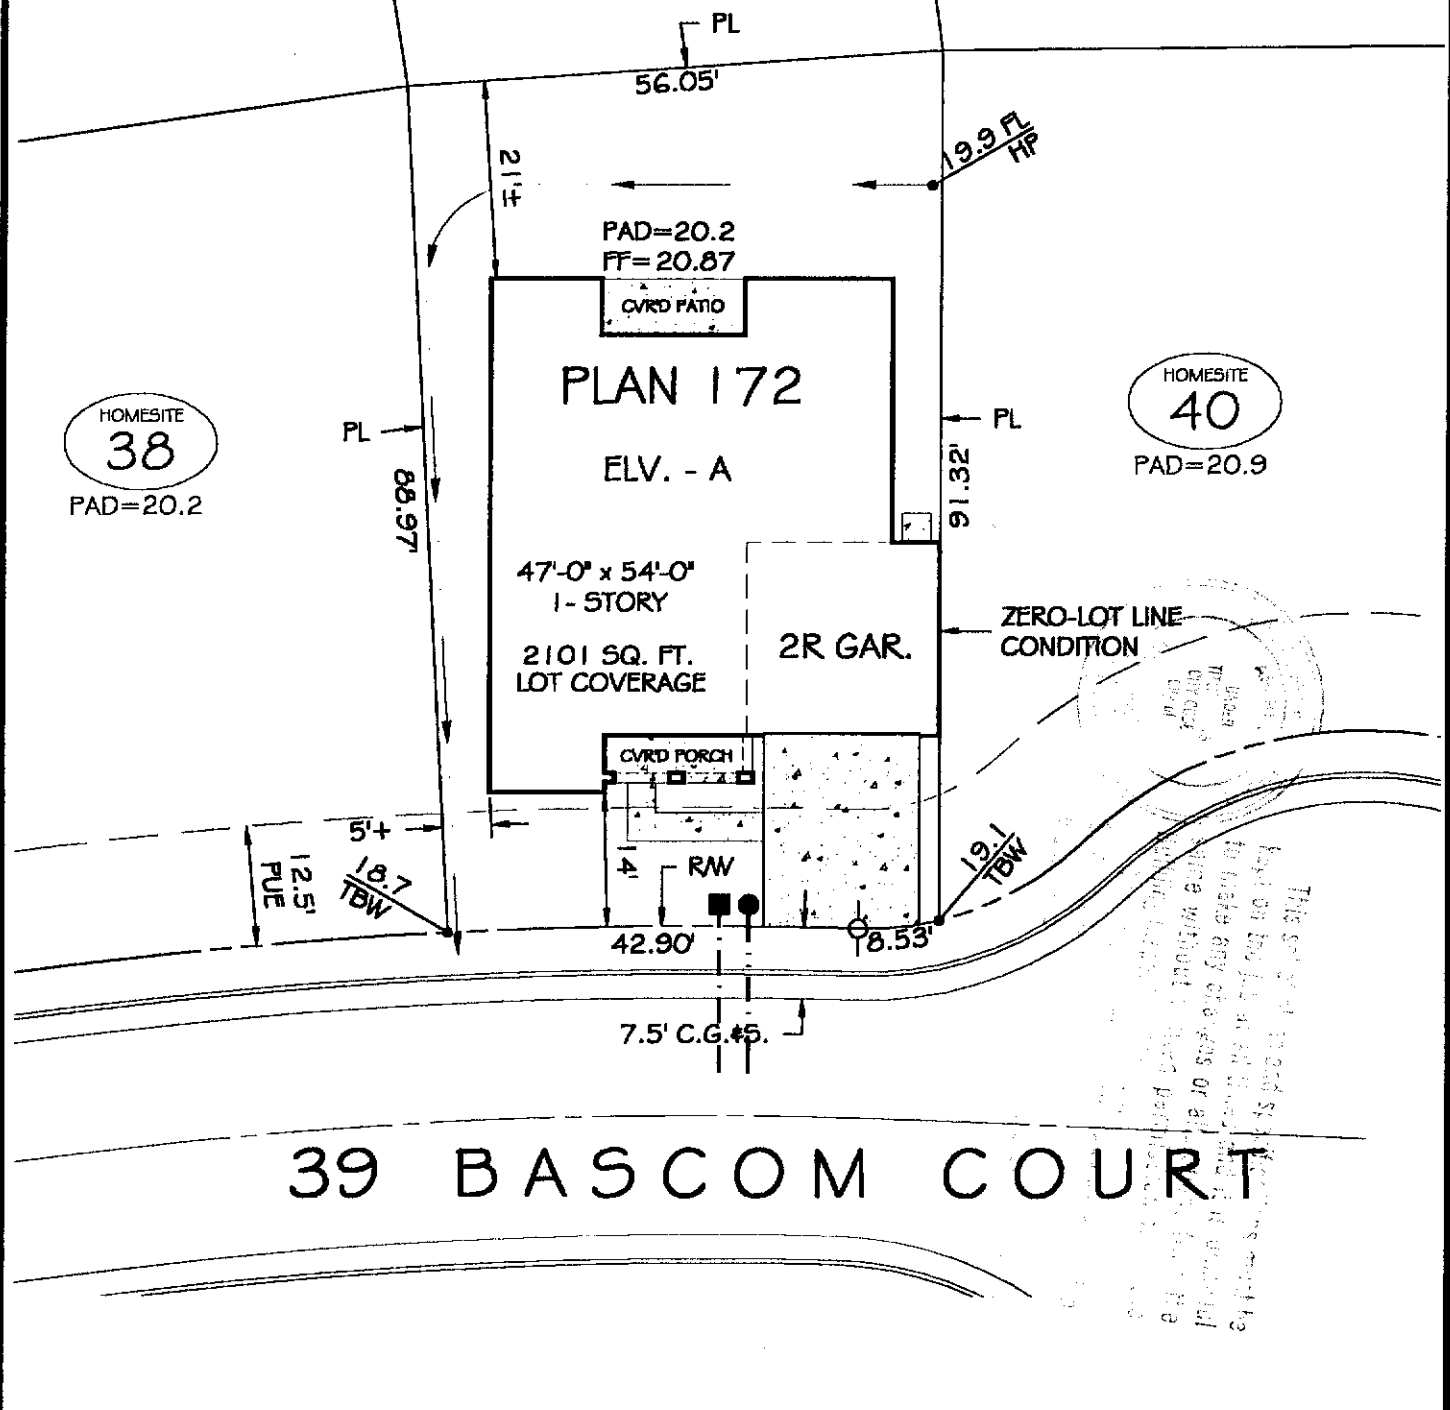 PL
56.05'
19.9 FL
HP
21'±
PAD=20.2
FF=20.87
CVR'D PATIO
PLAN 172
HOMESITE
38
PAD=20.2
HOMESITE
40
PAD=20.9
PL
PL
ELV. - A
88.97'
91.32'
47'-0" x 54'-0"
1- STORY
2101 SQ. FT.
LOT COVERAGE
2R GAR.
ZERO-LOT LINE
CONDITION
CVR'D PORCH
5'+
12.5'
PUE
18.7
TBW
14'
R/W
19.1
TBW
42.90'
8.53'
7.5' C.G.&S.
39 BASCOM COURT